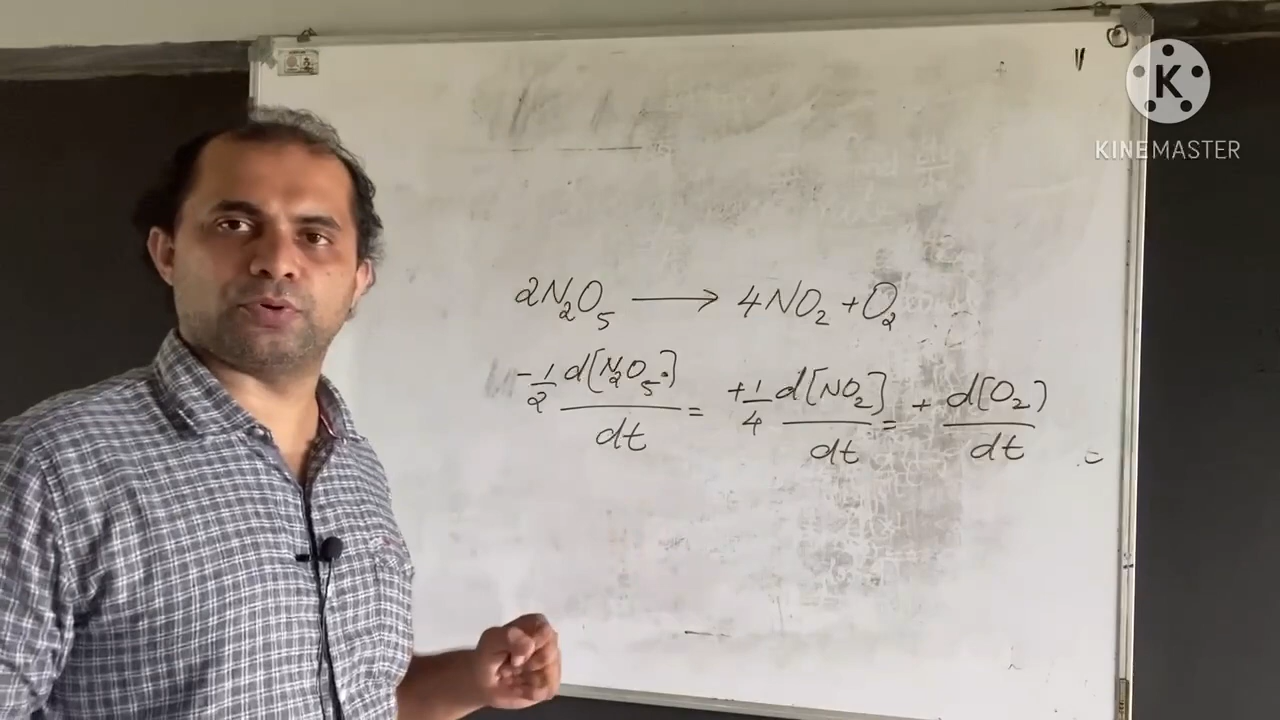 K
KINEMASTER
2N₂O₅ ⟶ 4NO₂ + O₂
-1/2 d[N₂O₅]/dt = +1/4 d[NO₂]/dt = + d[O₂]/dt =